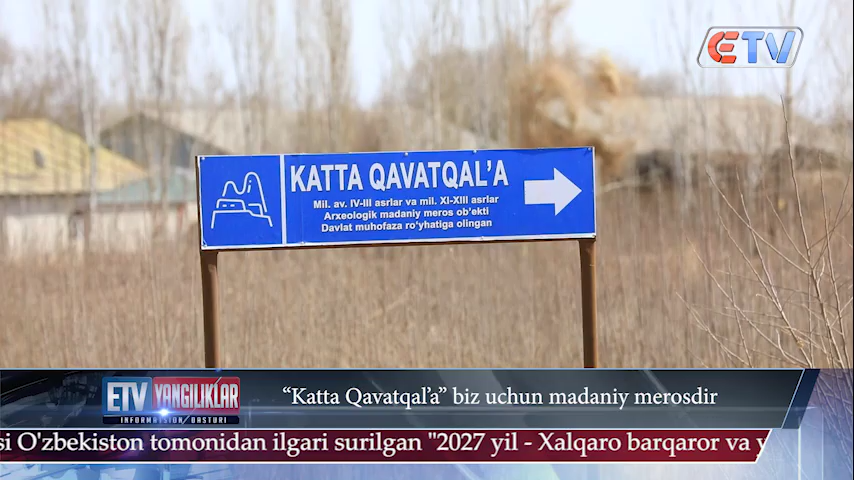 ETV
KATTA QAVATQAL’A
Mil. av. IV-III asrlar va mil. XI-XIII asrlar
Arxeologik madaniy meros ob'ekti
Davlat muhofaza ro'yhatiga olingan
ETV YANGILIKLAR
INFORMATSION DASTURI
“Katta Qavatqal’a” biz uchun madaniy merosdir
si O'zbekiston tomonidan ilgari surilgan "2027 yil - Xalqaro barqaror va y